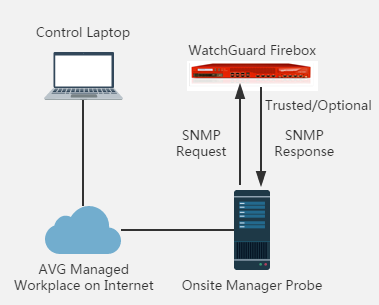 Control Laptop
WatchGuard Firebox
Trusted/Optional
SNMP
Request
SNMP
Response
AVG Managed
Workplace on Internet
Onsite Manager Probe